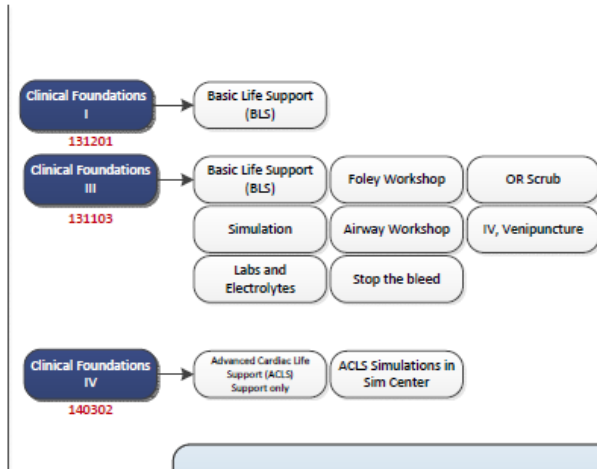 Clinical Foundations
I
131201
Basic Life Support
(BLS)
Clinical Foundations
III
131103
Basic Life Support
(BLS)
Foley Workshop
OR Scrub
Simulation
Airway Workshop
IV, Venipuncture
Labs and
Electrolytes
Stop the bleed
Clinical Foundations
IV
140302
Advanced Cardiac Life
Support (ACLS)
Support only
ACLS Simulations in
Sim Center